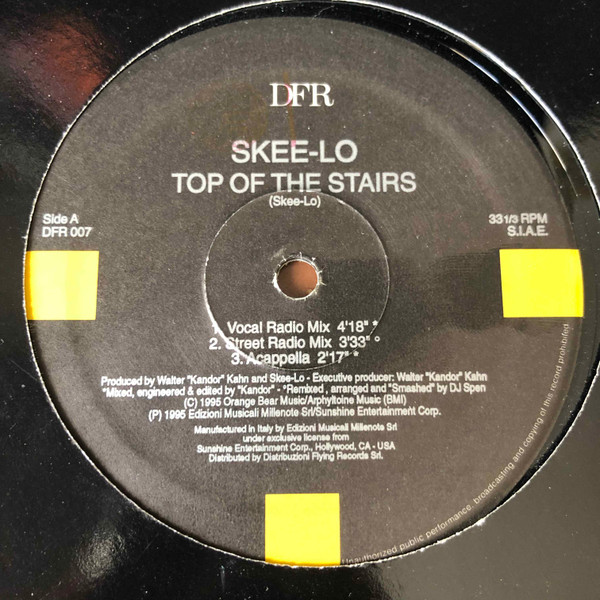 DFR
SKEE-LO
TOP OF THE STAIRS
(Skee-Lo)
Side A
DFR 007
33 1/3 RPM
S.I.A.E.
1. Vocal Radio Mix 4'18" *
2. Street Radio Mix 3'33" °
3. Acappella 2'17" *
Produced by Walter "Kandor" Kahn and Skee-Lo - Executive producer: Walter "Kandor" Kahn
*Mixed, engineered & edited by "Kandor" - °Remixed , arranged and "Smashed" by DJ Spen
(C) 1995 Orange Bear Music/Arphyltoine Music (BMI)
(P) 1995 Edizioni Musicali Millenote Srl/Sunshine Entertainment Corp.
Manufactured in Italy by Edizioni Musicali Millenote Srl
under exclusive license from
Sunshine Entertainment Corp., Hollywood, CA - USA
Distributed by Distribuzioni Flying Records Srl.
Unauthorized public performance, broadcasting and copying of this record prohibited